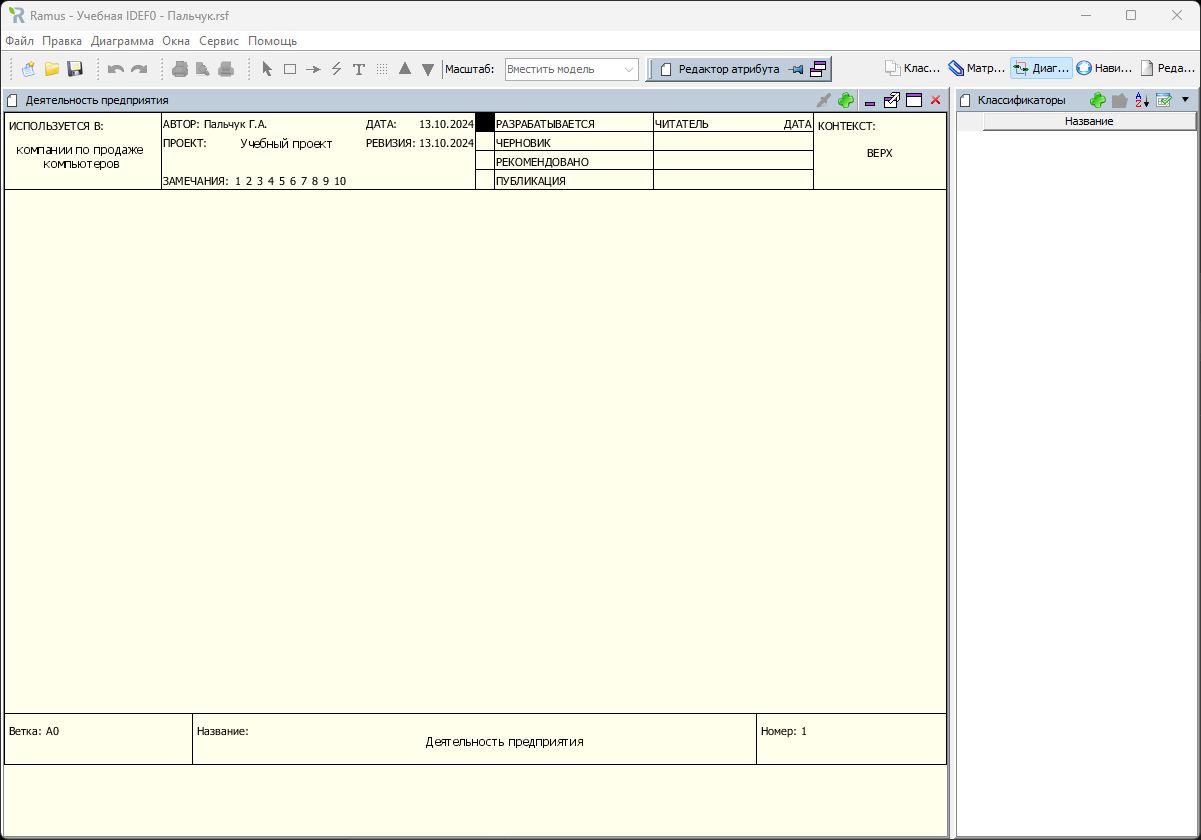 Ramus - Учебная IDEF0 - Пальчук.rsf
Файл Правка Диаграмма Окна Сервис Помощь
Масштаб: Вместить модель Редактор атрибута Клас... Матр... Диаг... Нави... Реда...
Деятельность предприятия
Классификаторы
Название
ИСПОЛЬЗУЕТСЯ В:
компании по продаже
компьютеров
АВТОР: Пальчук Г.А. ДАТА: 13.10.2024
ПРОЕКТ: Учебный проект РЕВИЗИЯ: 13.10.2024
ЗАМЕЧАНИЯ: 1 2 3 4 5 6 7 8 9 10
РАЗРАБАТЫВАЕТСЯ
ЧЕРНОВИК
РЕКОМЕНДОВАНО
ПУБЛИКАЦИЯ
ЧИТАТЕЛЬ ДАТА
КОНТЕКСТ:
ВЕРХ
Ветка: A0
Название:
Деятельность предприятия
Номер: 1